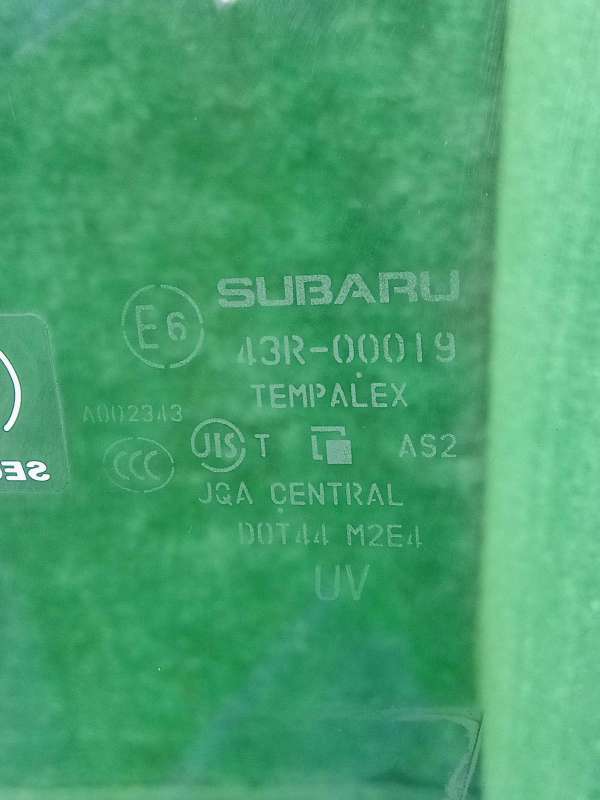 SUBARU
E6
43R-00019
TEMPALEX
A002343
CCC
JIS T
AS2
JQA CENTRAL
DOT44 M2E4
UV